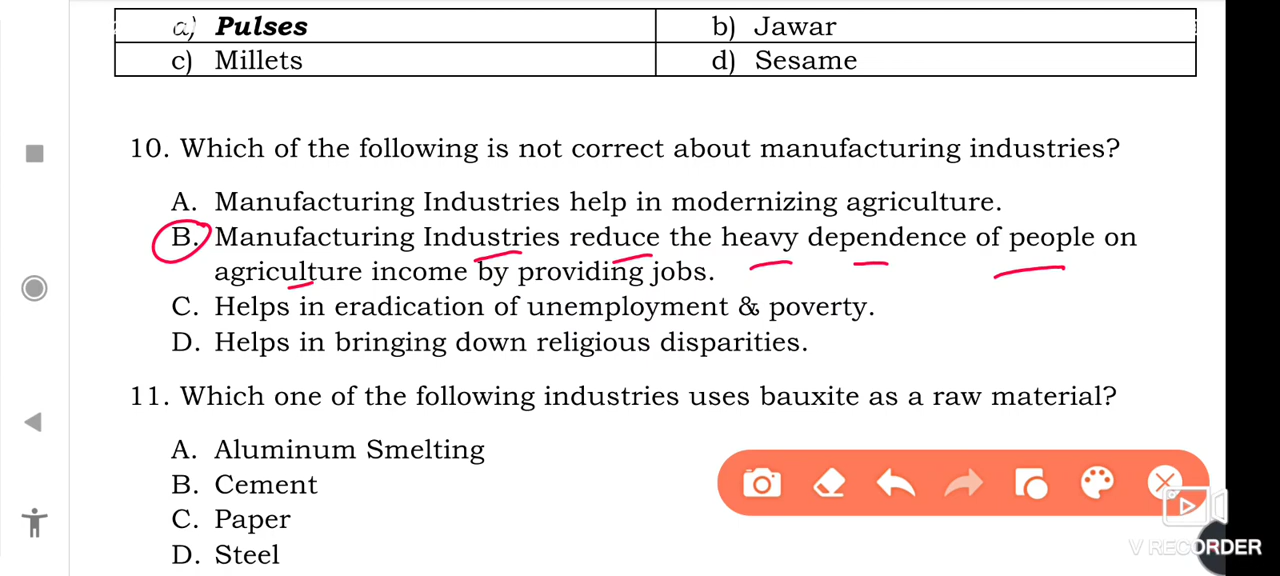 a) Pulses b) Jawar
c) Millets d) Sesame
10. Which of the following is not correct about manufacturing industries?
A. Manufacturing Industries help in modernizing agriculture.
B. Manufacturing Industries reduce the heavy dependence of people on
agriculture income by providing jobs.
C. Helps in eradication of unemployment & poverty.
D. Helps in bringing down religious disparities.
11. Which one of the following industries uses bauxite as a raw material?
A. Aluminum Smelting
B. Cement
C. Paper
D. Steel
V RECORDER